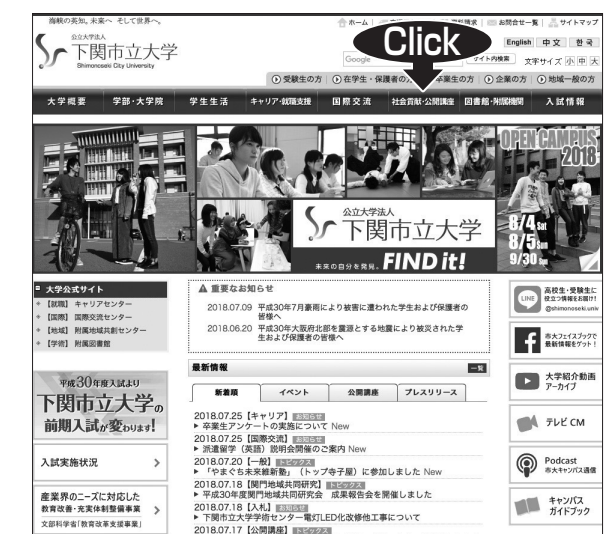 海峡の英知。未来へ そして世界へ。
ホーム
お問合せ一覧
サイトマップ
公立大学法人
下関市立大学
Shimonoseki City University
Click
English 中文 한국
Google
サイト内検索
文字サイズ 小 中 大
受験生の方 在学生・保護者の方 卒業生の方 企業の方 地域一般の方
大学概要 学部・大学院 学生生活 キャリア・就職支援 国際交流 社会貢献・公開講座 図書館・附属機関 入試情報
OPEN CAMPUS
2018
公立大学法人
下関市立大学
未来の自分を発見。FIND it!
8/4 Sat
8/5 Sun
9/30
大学公式サイト
【就職】 キャリアセンター
【国際】 国際交流センター
【地域】 附属地域共創センター
【学術】 附属図書館
平成30年度入試より
下関市立大学の
前期入試が変わります!
入試実施状況
産業界のニーズに対応した
教育改善・充実体制整備事業
文部科学省「教育改革支援事業」
重要なお知らせ
2018.07.09 平成30年7月豪雨により被害に遭われた学生および保護者の
皆様へ
2018.06.20 平成30年大阪府北部を震源とする地震により被災された学
生および保護者の皆様へ
最新情報
一覧
新着順 イベント 公開講座 プレスリリース
2018.07.25【キャリア】お知らせ
卒業生アンケートの実施について New
2018.07.25【国際交流】お知らせ
派遣留学（英語）説明会開催のご案内 New
2018.07.20【一般】トピックス
「やまぐち未来維新塾」（トップ寺子屋）に参加しました New
2018.07.18【関門地域共同研究】トピックス
平成30年度関門地域共同研究会 成果報告会を開催しました
2018.07.18【入札】お知らせ
下関市立大学学術センター電灯LED化改修他工事について
2018.07.17【公開講座】トピックス
LINE
高校生・受験生に
役立つ情報をお届け!
@shimonoseki.univ
市大フェイスブックで
最新情報をゲット!
大学紹介動画
アーカイブ
テレビ CM
Podcast
市大キャンパス通信
キャンパス
ガイドブック